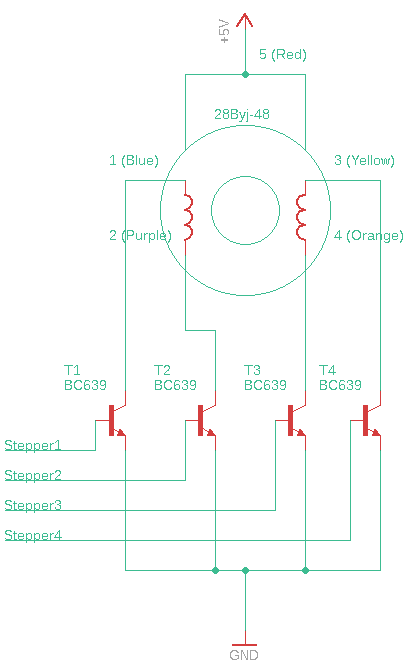 +5V
5 (Red)
28Byj-48
1 (Blue)
3 (Yellow)
2 (Purple)
4 (Orange)
T1
BC639
T2
BC639
T3
BC639
T4
BC639
Stepper1
Stepper2
Stepper3
Stepper4
GND